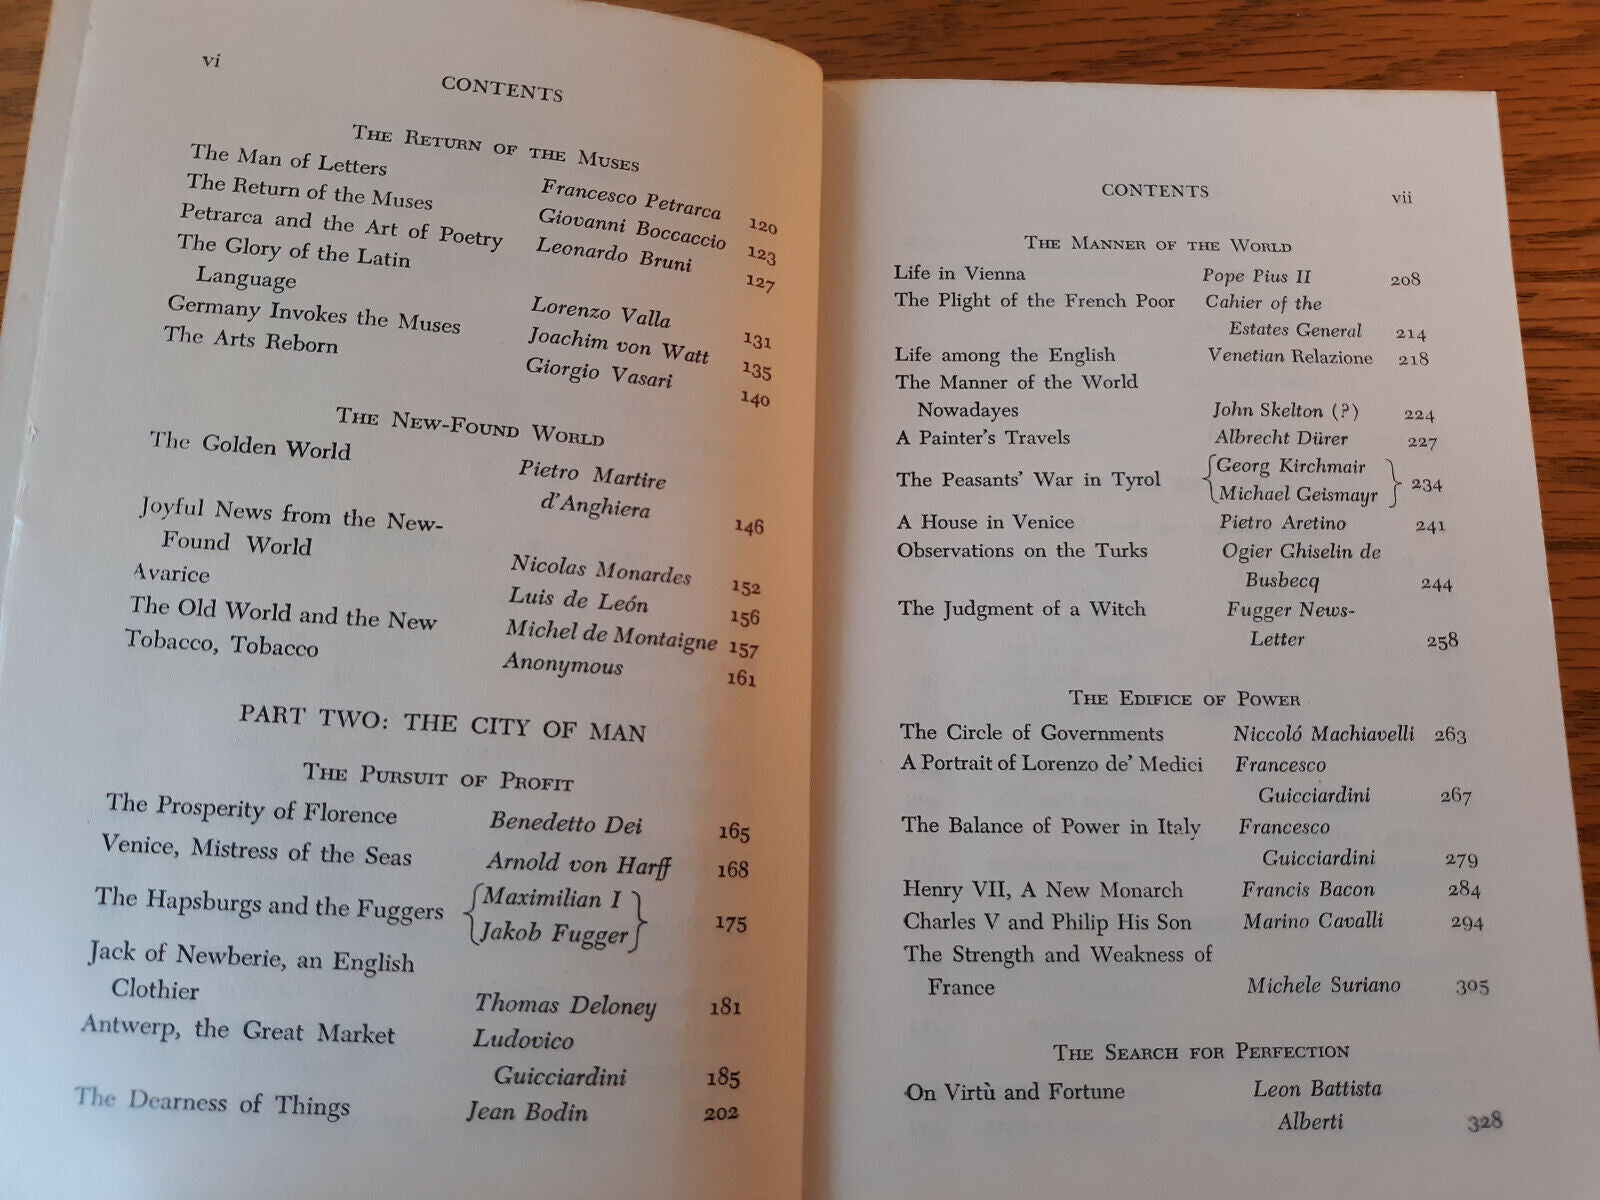 vi
CONTENTS
THE RETURN OF THE MUSES
The Man of Letters Francesco Petrarca 120
The Return of the Muses Giovanni Boccaccio 123
Petrarca and the Art of Poetry Leonardo Bruni 127
The Glory of the Latin
Language Lorenzo Valla 131
Germany Invokes the Muses Joachim von Watt 135
The Arts Reborn Giorgio Vasari 140
THE NEW-FOUND WORLD
The Golden World Pietro Martire
d'Anghiera 146
Joyful News from the New-
Found World Nicolas Monardes 152
Avarice Luis de León 156
The Old World and the New Michel de Montaigne 157
Tobacco, Tobacco Anonymous 161
PART TWO: THE CITY OF MAN
THE PURSUIT OF PROFIT
The Prosperity of Florence Benedetto Dei 165
Venice, Mistress of the Seas Arnold von Harff 168
The Hapsburgs and the Fuggers {Maximilian I
Jakob Fugger} 175
Jack of Newberie, an English
Clothier Thomas Deloney 181
Antwerp, the Great Market Ludovico
Guicciardini 185
The Dearness of Things Jean Bodin 202
CONTENTS vii
THE MANNER OF THE WORLD
Life in Vienna Pope Pius II 208
The Plight of the French Poor Cahier of the
Estates General 214
Life among the English Venetian Relazione 218
The Manner of the World
Nowadayes John Skelton (?) 224
A Painter's Travels Albrecht Dürer 227
The Peasants' War in Tyrol {Georg Kirchmair
Michael Geismayr} 234
A House in Venice Pietro Aretino 241
Observations on the Turks Ogier Ghiselin de
Busbecq 244
The Judgment of a Witch Fugger News-
Letter 258
THE EDIFICE OF POWER
The Circle of Governments Niccoló Machiavelli 263
A Portrait of Lorenzo de' Medici Francesco
Guicciardini 267
The Balance of Power in Italy Francesco
Guicciardini 279
Henry VII, A New Monarch Francis Bacon 284
Charles V and Philip His Son Marino Cavalli 294
The Strength and Weakness of
France Michele Suriano 305
THE SEARCH FOR PERFECTION
On Virtù and Fortune Leon Battista
Alberti 328